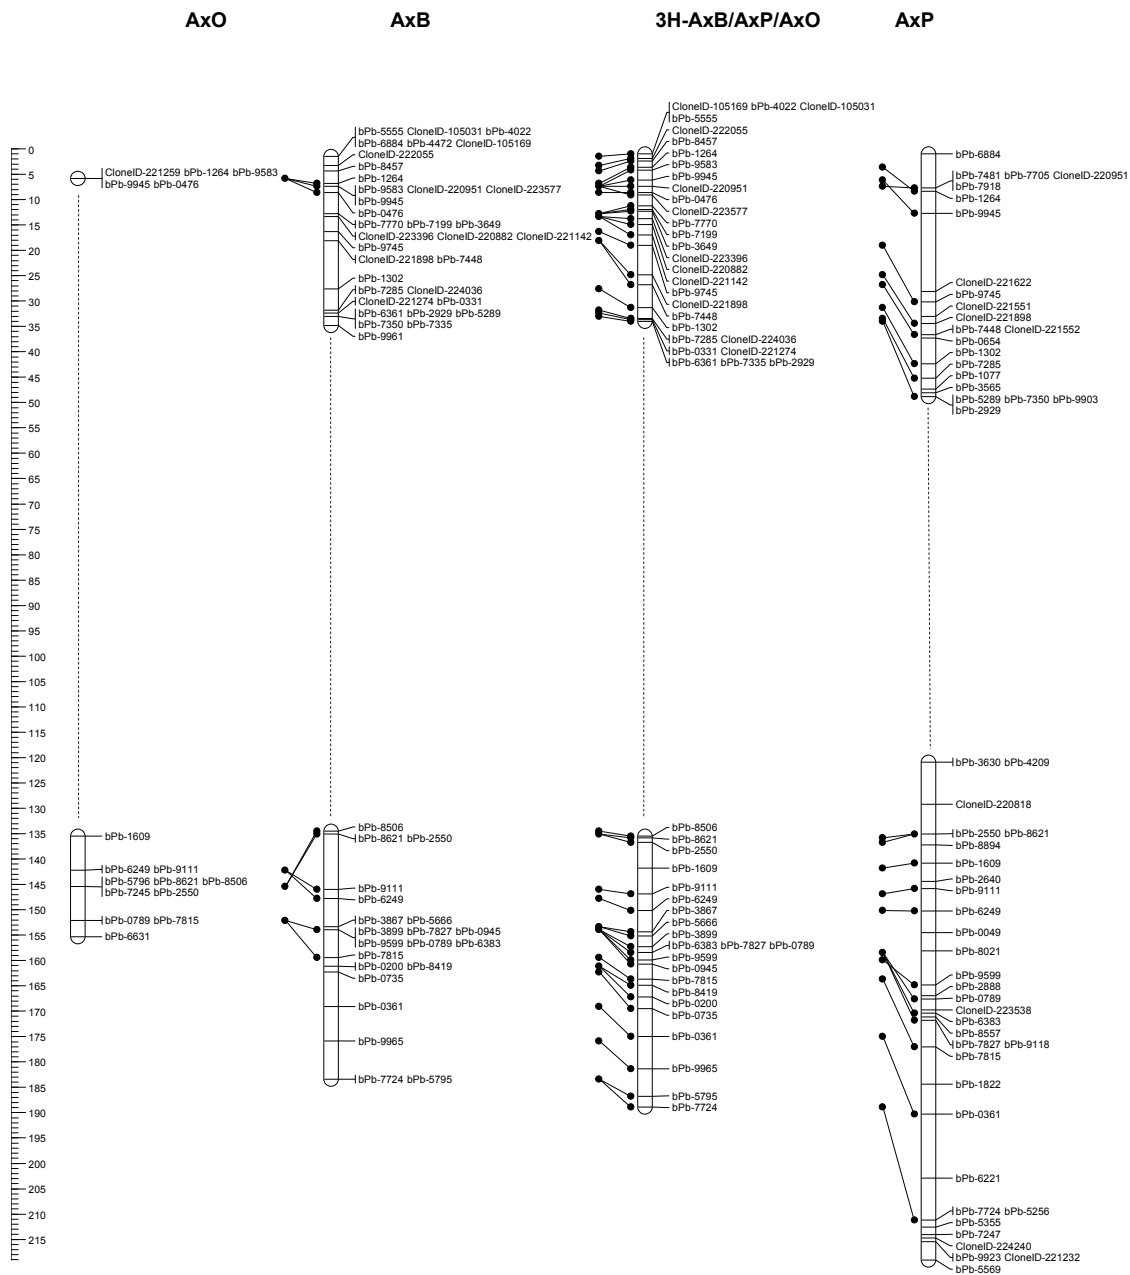 AxO AxB 3H-AxB/AxP/AxO AxP
0
5
10
15
20
25
30
35
40
45
50
55
60
65
70
75
80
85
90
95
100
105
110
115
120
125
130
135
140
145
150
155
160
165
170
175
180
185
190
195
200
205
210
215
CloneID-221259 bPb-1264 bPb-9583
bPb-9945 bPb-0476
bPb-1609
bPb-6249 bPb-9111
bPb-5796 bPb-8621 bPb-8506
bPb-7245 bPb-2550
bPb-0789 bPb-7815
bPb-6631
bPb-5555 CloneID-105031 bPb-4022
bPb-6884 bPb-4472 CloneID-105169
CloneID-222055
bPb-8457
bPb-1264
bPb-9583 CloneID-220951 CloneID-223577
bPb-9945
bPb-0476
bPb-7770 bPb-7199 bPb-3649
CloneID-223396 CloneID-220882 CloneID-221142
bPb-9745
CloneID-221898 bPb-7448
bPb-1302
bPb-7285 CloneID-224036
CloneID-221274 bPb-0331
bPb-6361 bPb-2929 bPb-5289
bPb-7350 bPb-7335
bPb-9961
bPb-8506
bPb-8621 bPb-2550
bPb-9111
bPb-6249
bPb-3867 bPb-5666
bPb-3899 bPb-7827 bPb-0945
bPb-9599 bPb-0789 bPb-6383
bPb-7815
bPb-0200 bPb-8419
bPb-0735
bPb-0361
bPb-9965
bPb-7724 bPb-5795
CloneID-105169 bPb-4022 CloneID-105031
bPb-5555
CloneID-222055
bPb-8457
bPb-1264
bPb-9583
bPb-9945
CloneID-220951
bPb-0476
CloneID-223577
bPb-7770
bPb-7199
bPb-3649
CloneID-223396
CloneID-220882
CloneID-221142
bPb-9745
CloneID-221898
bPb-7448
bPb-1302
bPb-7285 CloneID-224036
bPb-0331 CloneID-221274
bPb-6361 bPb-7335 bPb-2929
bPb-8506
bPb-8621
bPb-2550
bPb-1609
bPb-9111
bPb-6249
bPb-3867
bPb-5666
bPb-3899
bPb-6383 bPb-7827 bPb-0789
bPb-9599
bPb-0945
bPb-7815
bPb-8419
bPb-0200
bPb-0735
bPb-0361
bPb-9965
bPb-5795
bPb-7724
bPb-6884
bPb-7481 bPb-7705 CloneID-220951
bPb-7918
bPb-1264
bPb-9945
CloneID-221622
bPb-9745
CloneID-221551
CloneID-221898
bPb-7448 CloneID-221552
bPb-0654
bPb-1302
bPb-7285
bPb-1077
bPb-3565
bPb-5289 bPb-7350 bPb-9903
bPb-2929
bPb-3630 bPb-4209
CloneID-220818
bPb-2550 bPb-8621
bPb-8894
bPb-1609
bPb-2640
bPb-9111
bPb-6249
bPb-0049
bPb-8021
bPb-9599
bPb-2888
bPb-0789
CloneID-223538
bPb-6383
bPb-8557
bPb-7827 bPb-9118
bPb-7815
bPb-1822
bPb-0361
bPb-6221
bPb-7724 bPb-5256
bPb-5355
bPb-7247
CloneID-224240
bPb-9923 CloneID-221232
bPb-5569